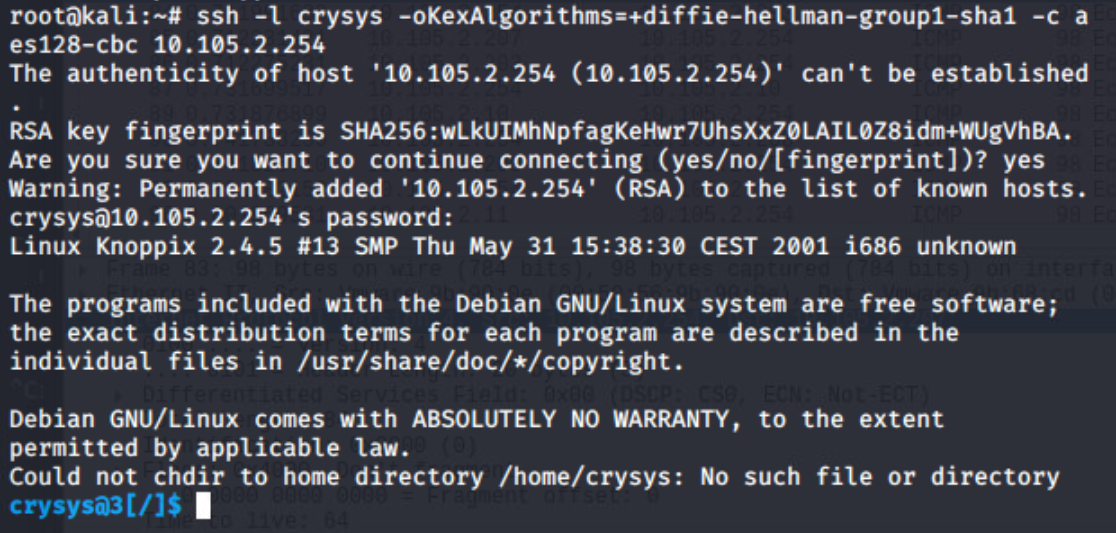 root@kali:~# ssh -l crysys -oKexAlgorithms=+diffie-hellman-group1-sha1 -c a
es128-cbc 10.105.2.254
The authenticity of host '10.105.2.254 (10.105.2.254)' can't be established
.
RSA key fingerprint is SHA256:wLkUIMhNpfagKeHwr7UhsXxZ0LAIL0Z8idm+WUgVhBA.
Are you sure you want to continue connecting (yes/no/[fingerprint])? yes
Warning: Permanently added '10.105.2.254' (RSA) to the list of known hosts.
crysys@10.105.2.254's password:
Linux Knoppix 2.4.5 #13 SMP Thu May 31 15:38:30 CEST 2001 i686 unknown

The programs included with the Debian GNU/Linux system are free software;
the exact distribution terms for each program are described in the
individual files in /usr/share/doc/*/copyright.

Debian GNU/Linux comes with ABSOLUTELY NO WARRANTY, to the extent
permitted by applicable law.
Could not chdir to home directory /home/crysys: No such file or directory
crysys@3[/]$